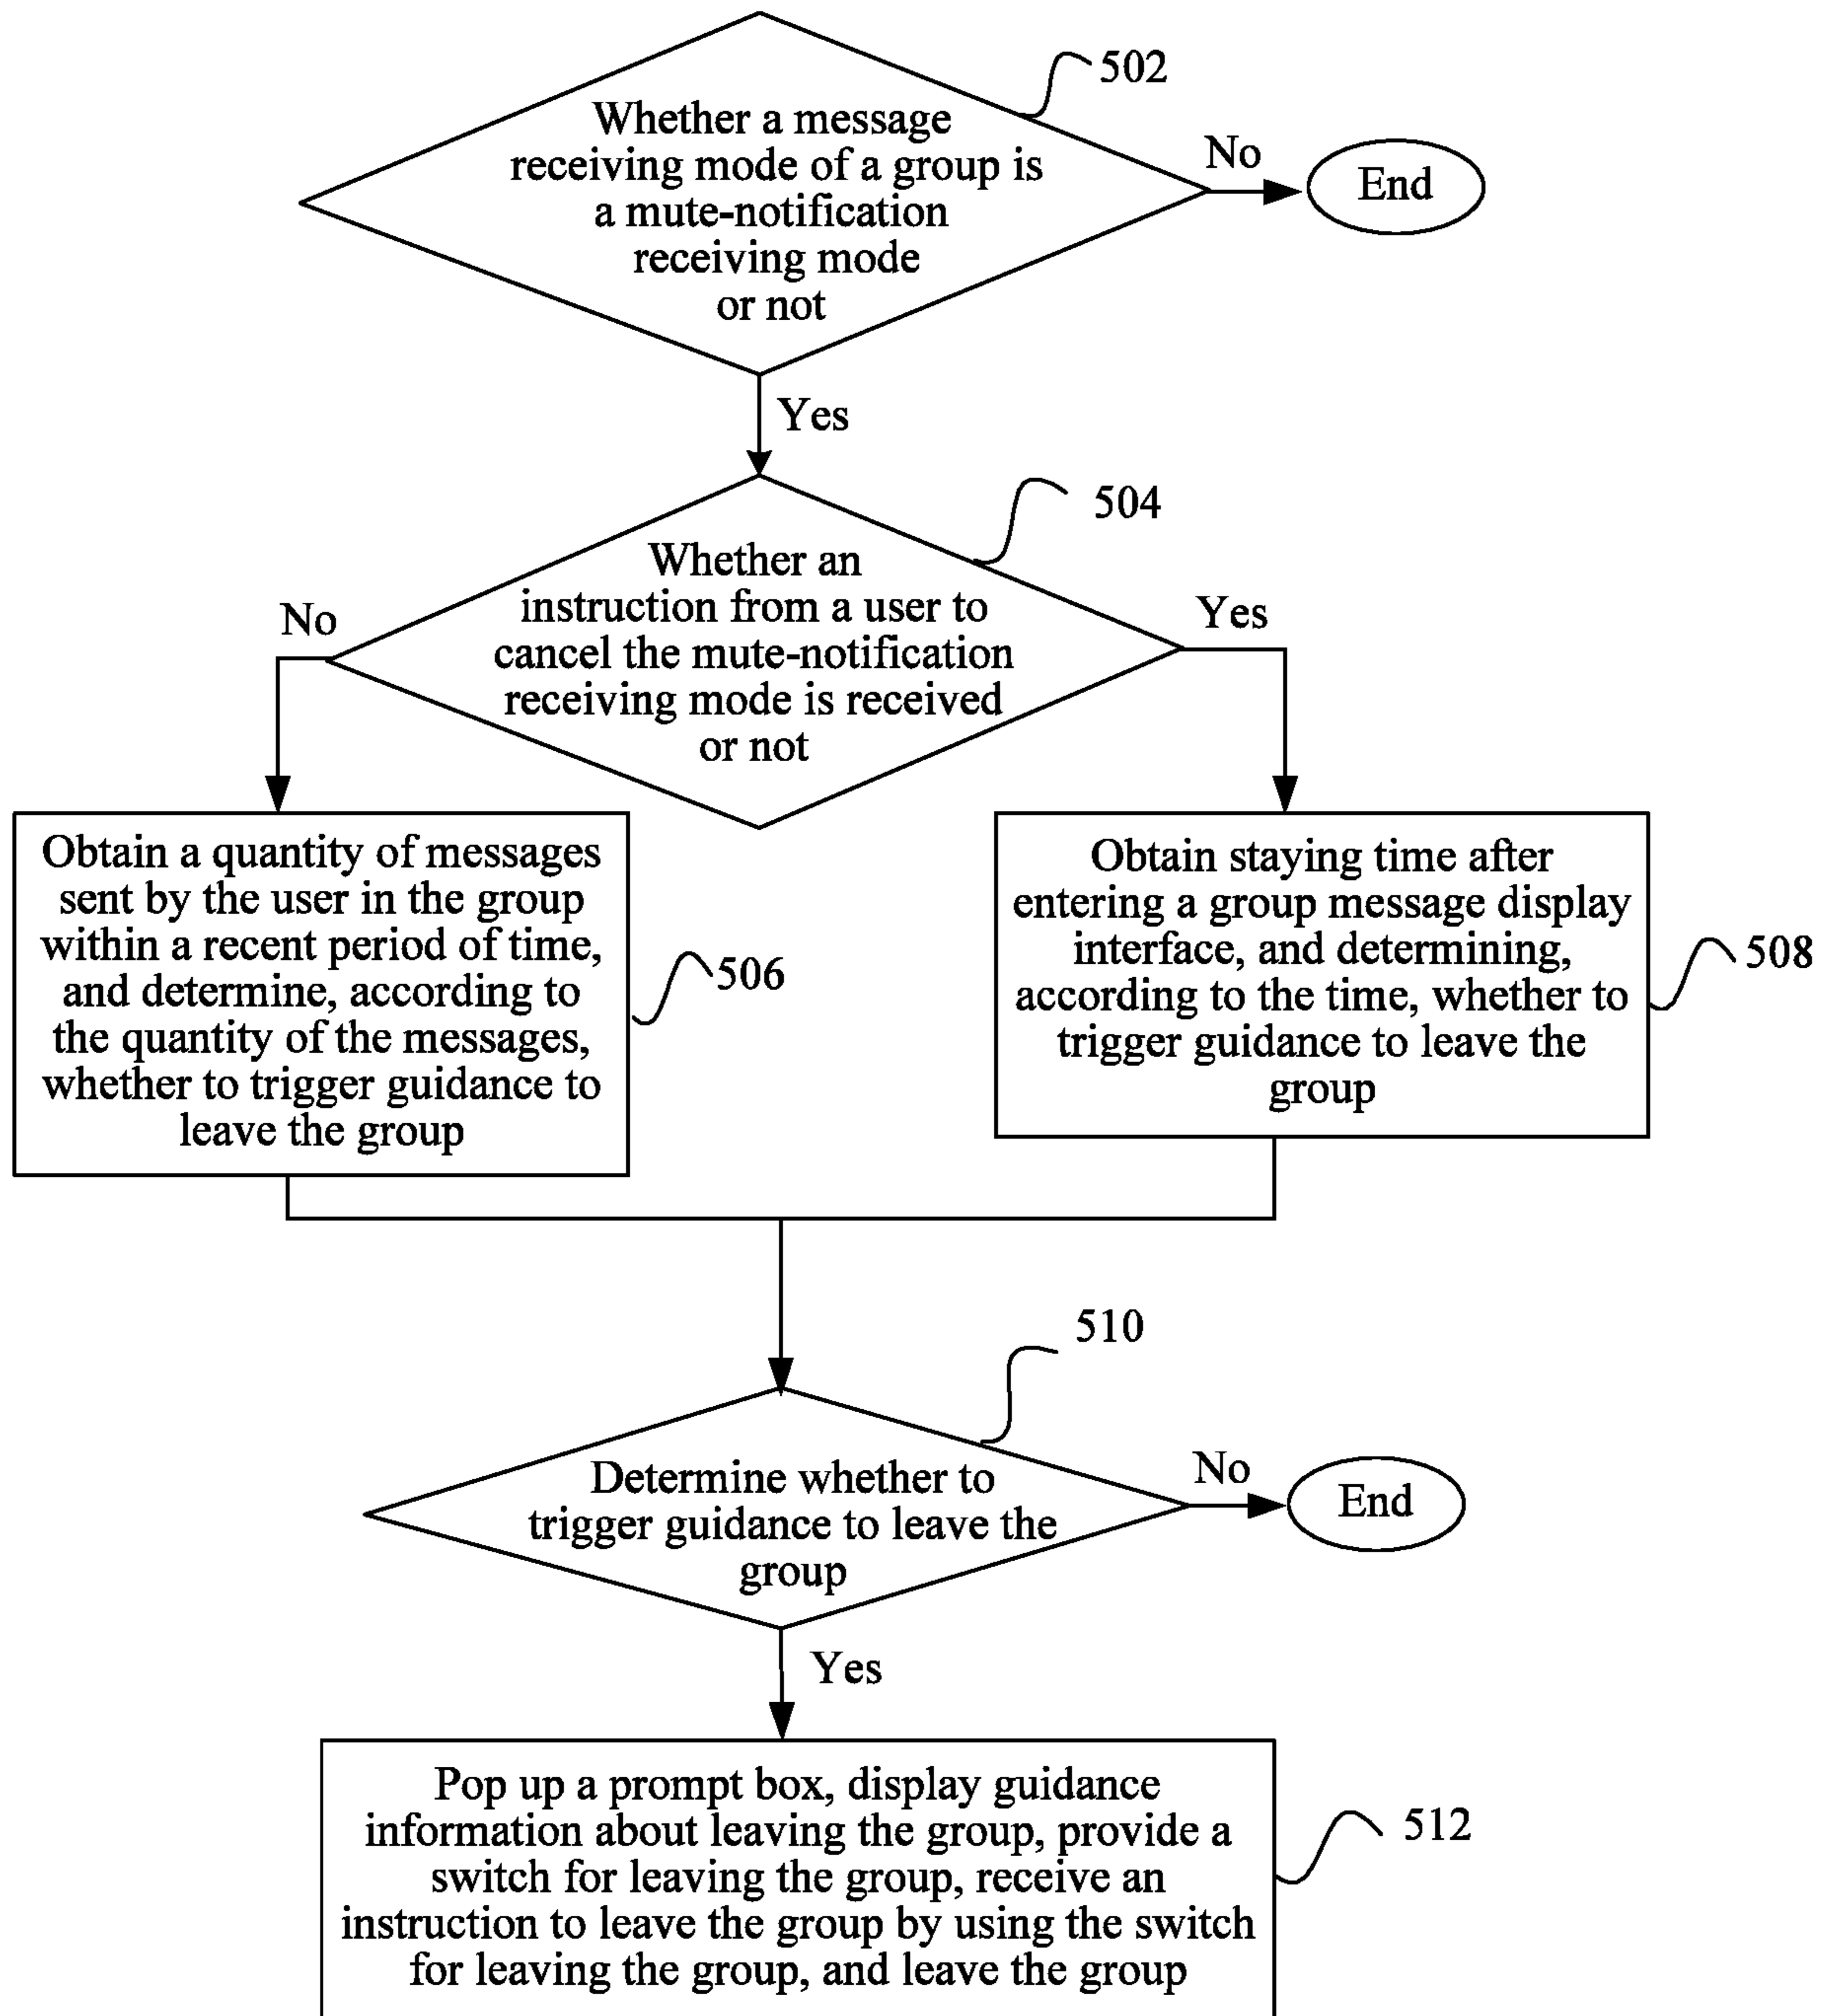 502
Whether a message
receiving mode of a group is
a mute-notification
receiving mode
or not
No
End
Yes
504
Whether an
instruction from a user to
cancel the mute-notification
receiving mode is received
or not
No
Yes
Obtain a quantity of messages
sent by the user in the group
within a recent period of time,
and determine, according to
the quantity of the messages,
whether to trigger guidance to
leave the group
506
Obtain staying time after
entering a group message display
interface, and determining,
according to the time, whether to
trigger guidance to leave the
group
508
510
Determine whether to
trigger guidance to leave the
group
No
End
Yes
Pop up a prompt box, display guidance
information about leaving the group, provide a
switch for leaving the group, receive an
instruction to leave the group by using the switch
for leaving the group, and leave the group
512